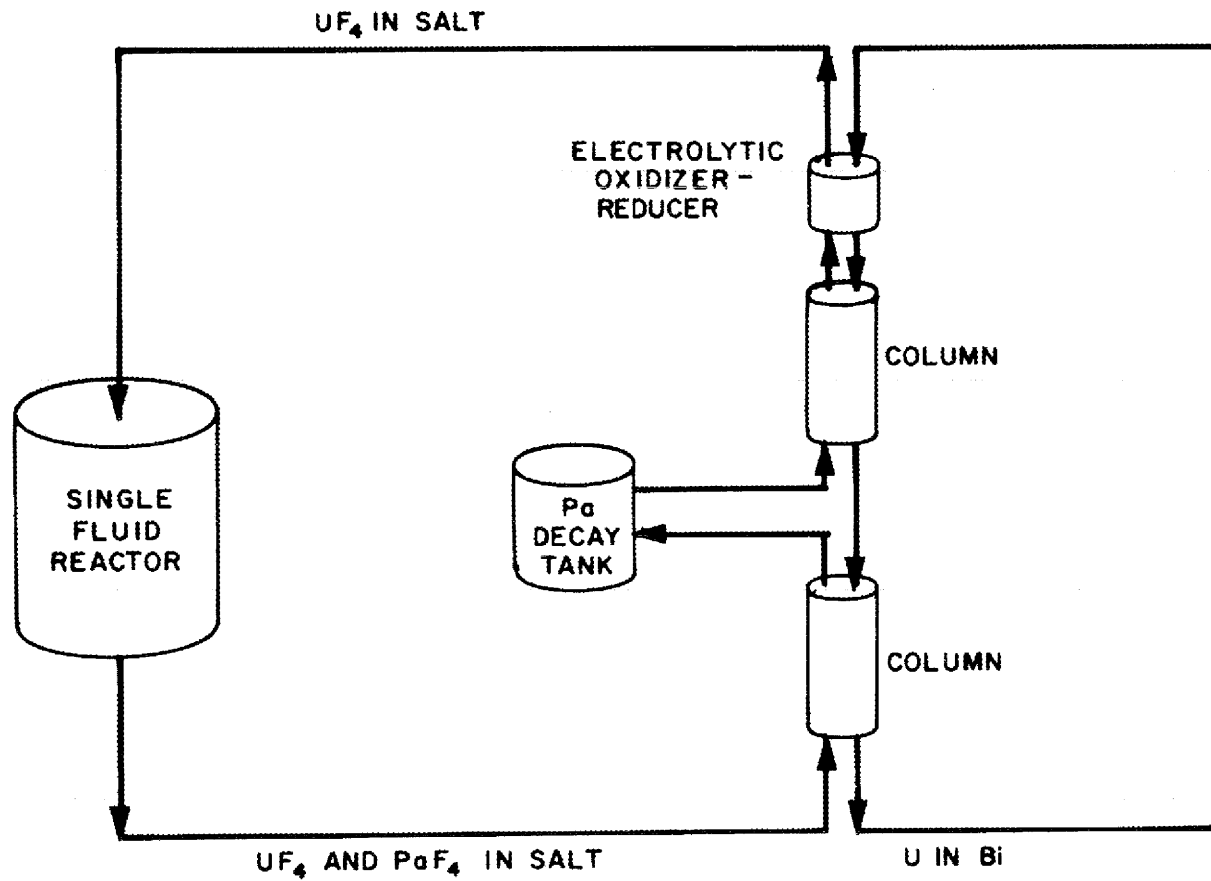 UF4 IN SALT
ELECTROLYTIC
OXIDIZER-
REDUCER
COLUMN
SINGLE
FLUID
REACTOR
Pa
DECAY
TANK
COLUMN
UF4 AND PaF4 IN SALT
U IN Bi